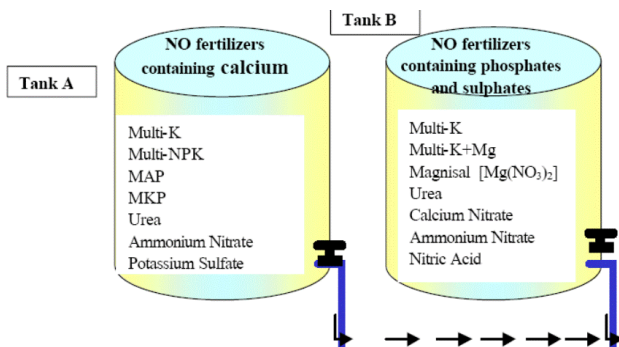 Tank B
Tank A
NO fertilizers
containing calcium
Multi-K
Multi-NPK
MAP
MKP
Urea
Ammonium Nitrate
Potassium Sulfate
NO fertilizers
containing phosphates
and sulphates
Multi-K
Multi-K+Mg
Magnisal [Mg(NO₃)₂]
Urea
Calcium Nitrate
Ammonium Nitrate
Nitric Acid